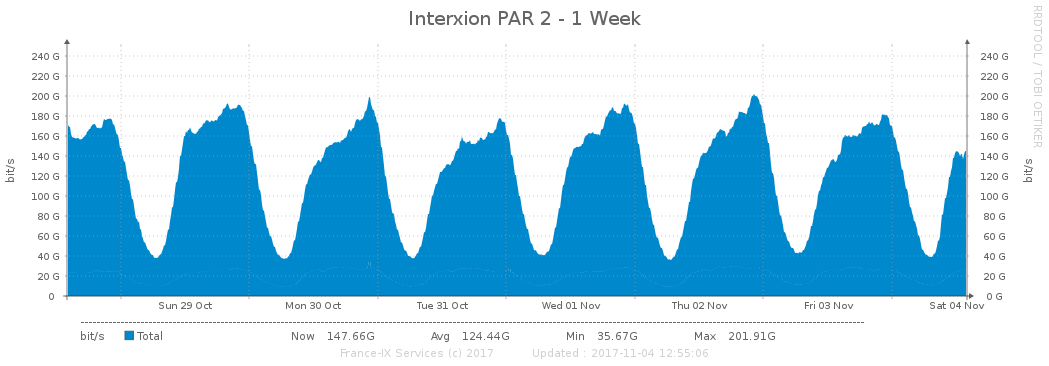 Interxion PAR 2 - 1 Week
RRDTOOL / TOBI OETIKER
240 G 240 G
220 G 220 G
200 G 200 G
180 G 180 G
160 G 160 G
140 G 140 G
120 G 120 G
100 G 100 G
80 G 80 G
60 G 60 G
40 G 40 G
20 G 20 G
0 0 G
bit/s
bit/s
Sun 29 Oct Mon 30 Oct Tue 31 Oct Wed 01 Nov Thu 02 Nov Fri 03 Nov Sat 04 Nov
bit/s Total Now 147.66G Avg 124.44G Min 35.67G Max 201.91G
France-IX Services (c) 2017 Updated : 2017-11-04 12:55:06